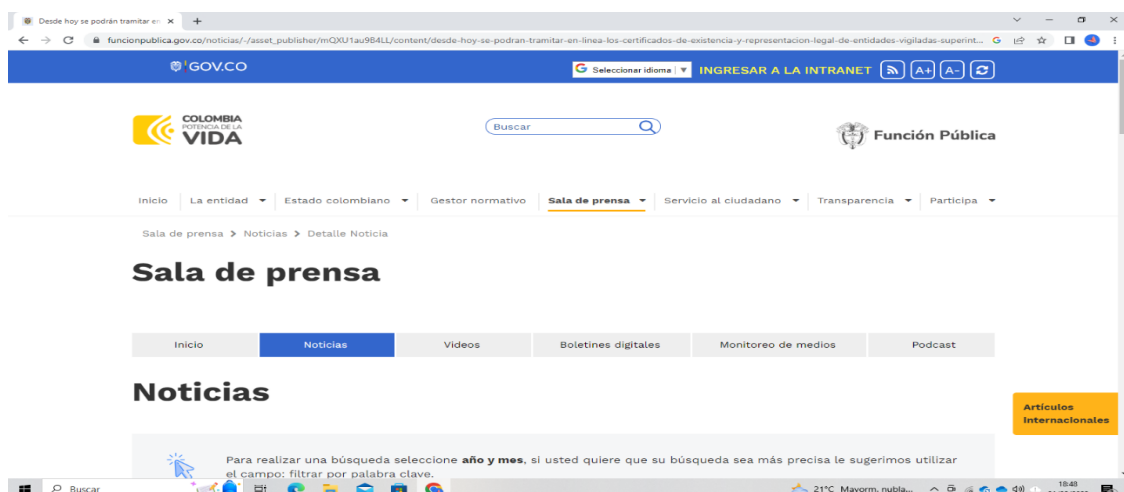 Desde hoy se podrán tramitar en
funcionpublica.gov.co/noticias/-/asset_publisher/mQXU1au9B4LL/content/desde-hoy-se-podran-tramitar-en-linea-los-certificados-de-existencia-y-representacion-legal-de-entidades-vigiladas-superint...
GOV.CO
Seleccionar idioma ▼
INGRESAR A LA INTRANET
A+ A-
COLOMBIA
POTENCIA DE LA
VIDA
Buscar
Función Pública
Inicio La entidad Estado colombiano Gestor normativo Sala de prensa Servicio al ciudadano Transparencia Participa
Sala de prensa > Noticias > Detalle Noticia
Sala de prensa
Inicio Noticias Videos Boletines digitales Monitoreo de medios Podcast
Noticias
Artículos
Internacionales
Para realizar una búsqueda seleccione año y mes, si usted quiere que su búsqueda sea más precisa le sugerimos utilizar
el campo: filtrar por palabra clave.
Buscar
21°C Mayorm. nubla...
18:48